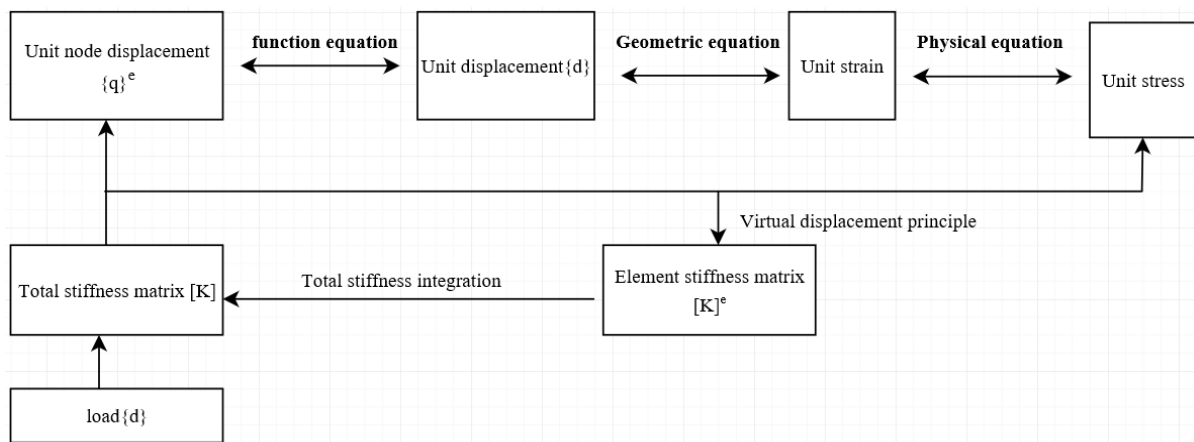 Unit node displacement
{q}^e
function equation
Unit displacement{d}
Geometric equation
Unit strain
Physical equation
Unit stress
Virtual displacement principle
Total stiffness matrix [K]
Total stiffness integration
Element stiffness matrix
[K]^e
load{d}